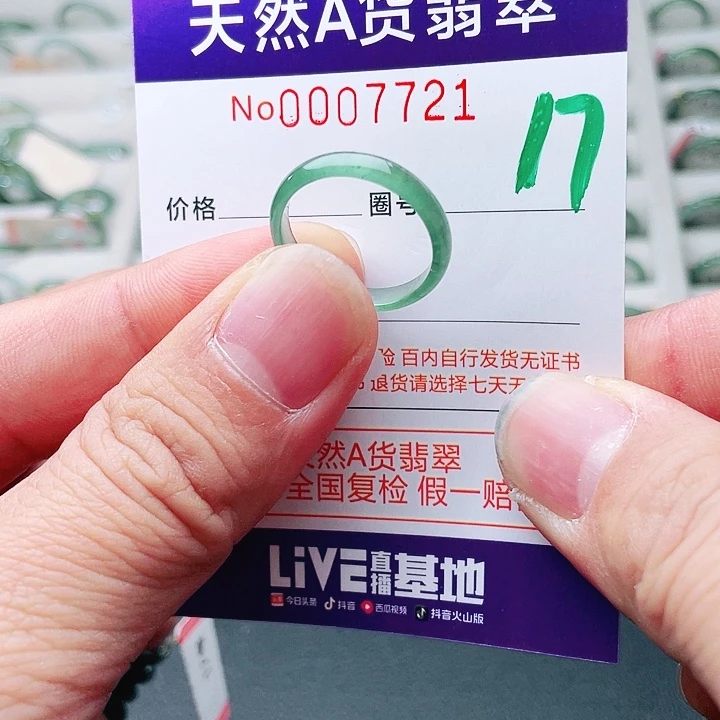 天然A货翡翠
No0007721
17
价格 圈号
验 百内自行发货无证书
退货请选择七天无
然A货翡翠
全国复检 假一赔
LiVE直播基地
今日头条 抖音 西瓜视频 抖音火山版